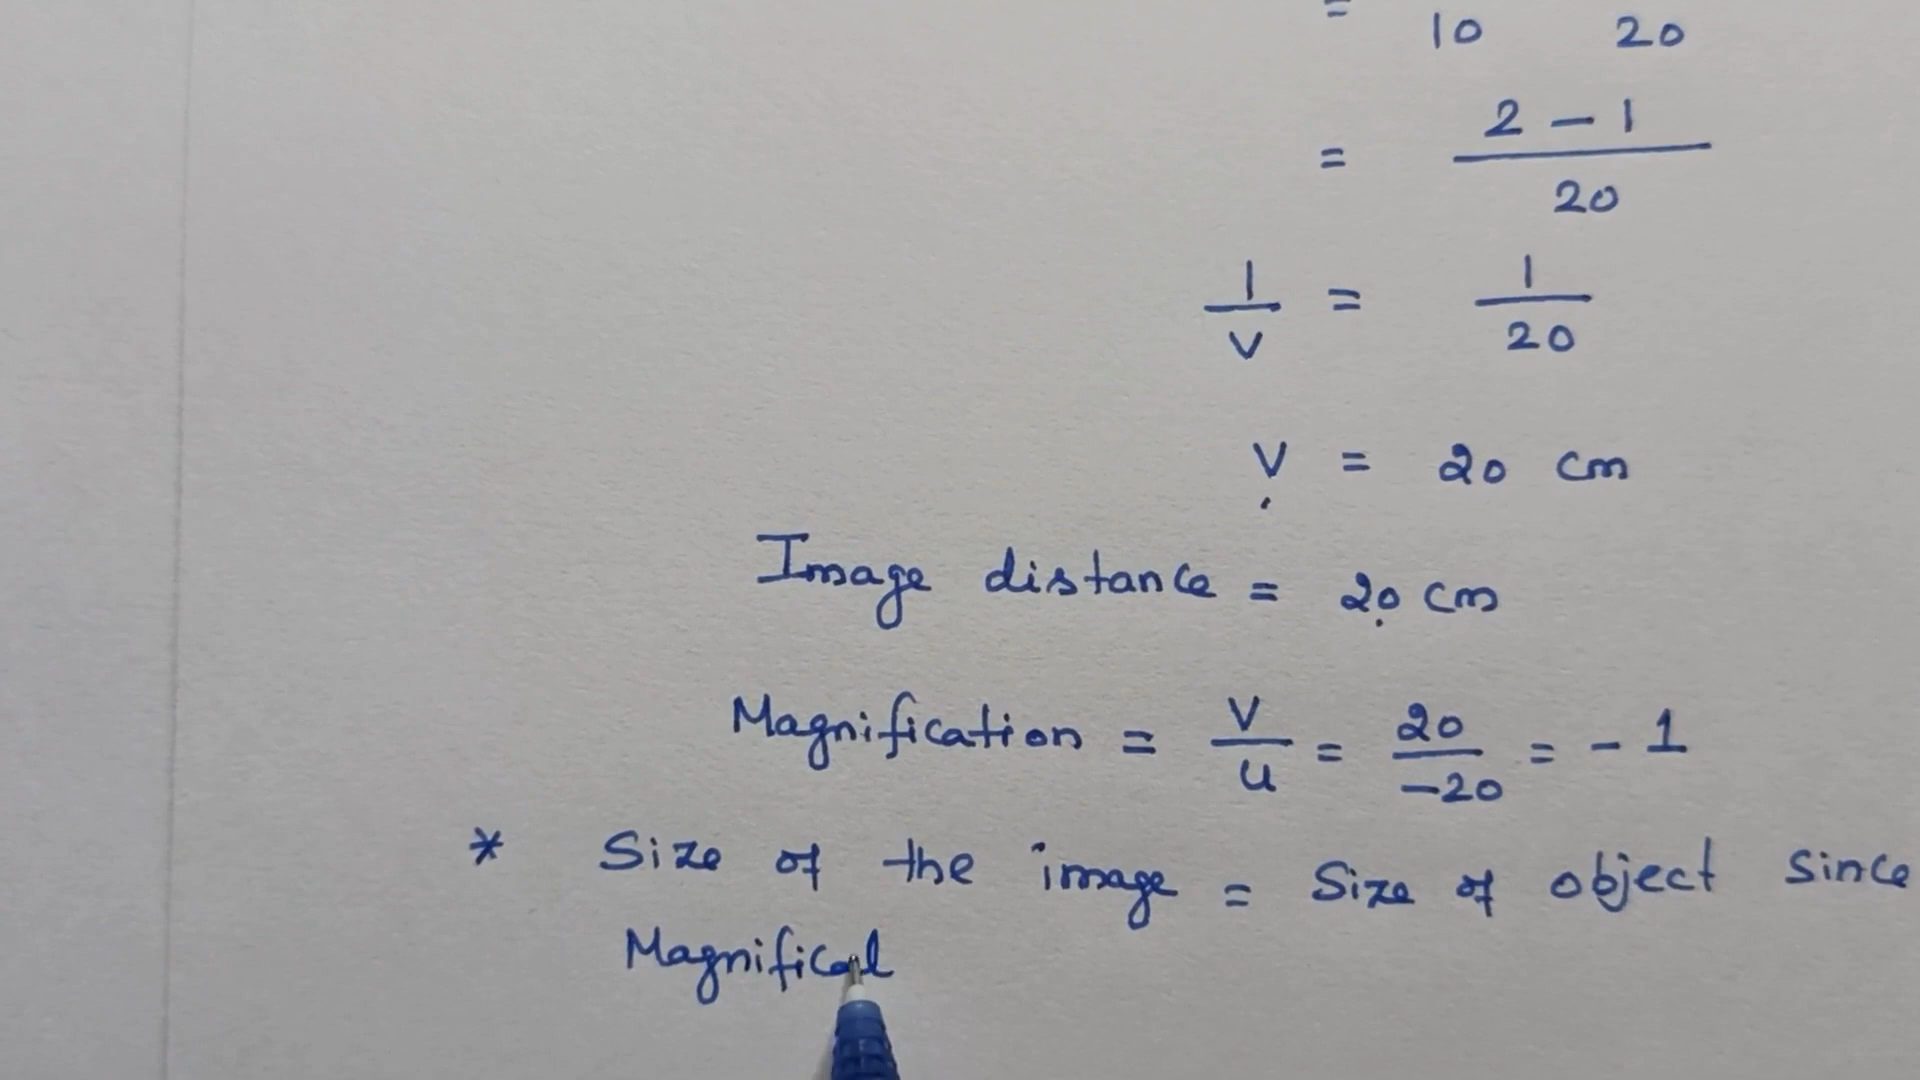 = 10 20
= 2 - 1 / 20
1/v = 1/20
v = 20 cm
Image distance = 20 cm
Magnification = v/u = 20/-20 = - 1
* Size of the image = Size of object since
Magnificat